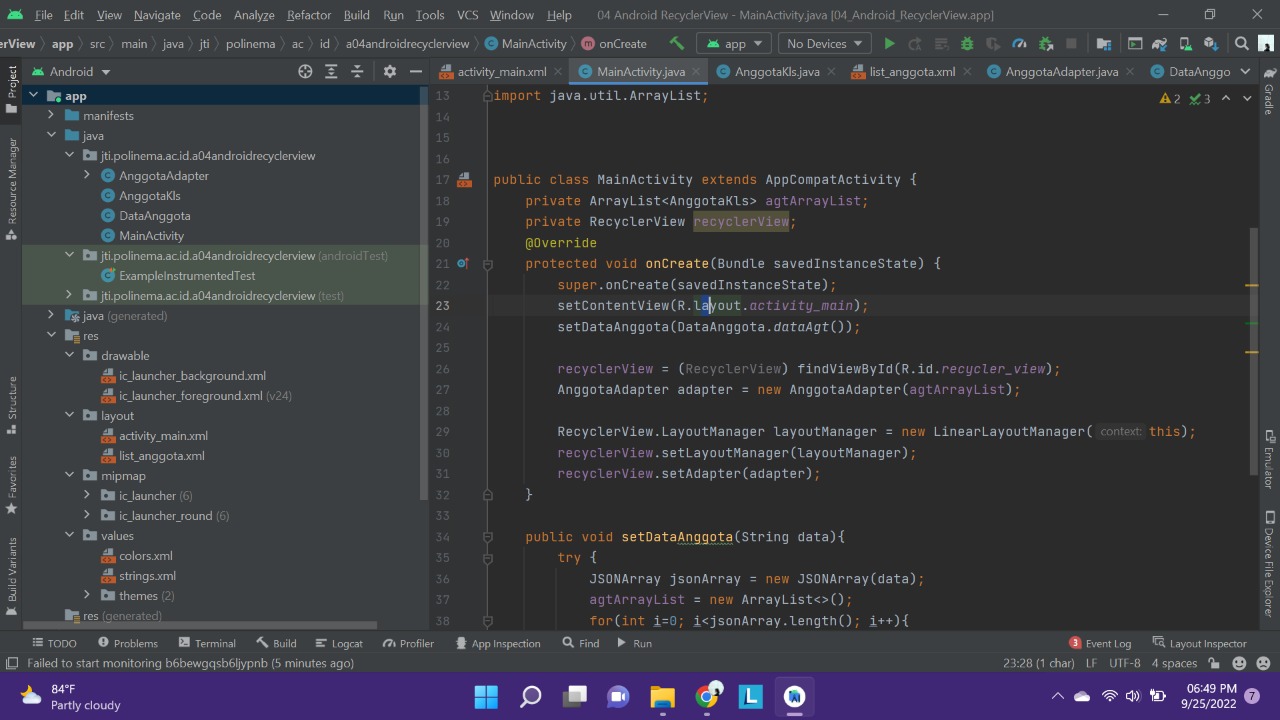 File Edit View Navigate Code Analyze Refactor Build Run Tools VCS Window Help 04 Android RecyclerView - MainActivity.java [04_Android_RecyclerView.app]
erView app src main java jti polinema ac id a04androidrecyclerview MainActivity onCreate app No Devices
Project
Resource Manager
Structure
Favorites
Build Variants
Android
app
manifests
java
jti.polinema.ac.id.a04androidrecyclerview
AnggotaAdapter
AnggotaKls
DataAnggota
MainActivity
jti.polinema.ac.id.a04androidrecyclerview (androidTest)
ExampleInstrumentedTest
jti.polinema.ac.id.a04androidrecyclerview (test)
java (generated)
res
drawable
ic_launcher_background.xml
ic_launcher_foreground.xml (v24)
layout
activity_main.xml
list_anggota.xml
mipmap
ic_launcher (6)
ic_launcher_round (6)
values
colors.xml
strings.xml
themes (2)
res (generated)
activity_main.xml MainActivity.java AnggotaKls.java list_anggota.xml AnggotaAdapter.java DataAnggo
2 3
13 import java.util.ArrayList;
14
15
16
17 public class MainActivity extends AppCompatActivity {
18 private ArrayList<AnggotaKls> agtArrayList;
19 private RecyclerView recyclerView;
20 @Override
21 protected void onCreate(Bundle savedInstanceState) {
22 super.onCreate(savedInstanceState);
23 setContentView(R.layout.activity_main);
24 setDataAnggota(DataAnggota.dataAgt());
25
26 recyclerView = (RecyclerView) findViewById(R.id.recycler_view);
27 AnggotaAdapter adapter = new AnggotaAdapter(agtArrayList);
28
29 RecyclerView.LayoutManager layoutManager = new LinearLayoutManager( context: this);
30 recyclerView.setLayoutManager(layoutManager);
31 recyclerView.setAdapter(adapter);
32 }
33
34 public void setDataAnggota(String data){
35 try {
36 JSONArray jsonArray = new JSONArray(data);
37 agtArrayList = new ArrayList<>();
38 for(int i=0; i<jsonArray.length(); i++){
Gradle
Emulator
Device File Explorer
TODO Problems Terminal Build Logcat Profiler App Inspection Find Run 3 Event Log Layout Inspector
Failed to start monitoring b6bewgqsb6ljypnb (5 minutes ago) 23:28 (1 char) LF UTF-8 4 spaces
84°F
Partly cloudy
L
06:49 PM
9/25/2022
7